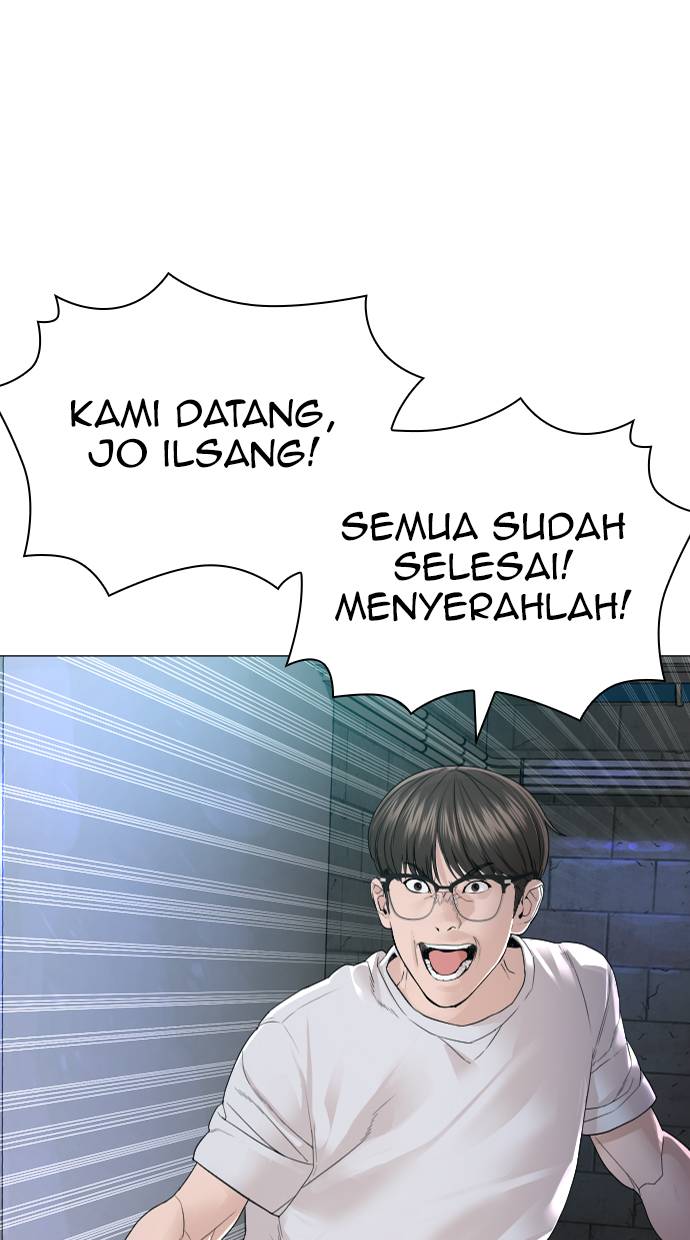 KAMI DATANG,
JO ILSANG!
SEMUA SUDAH
SELESAI!
MENYERAHLAH!